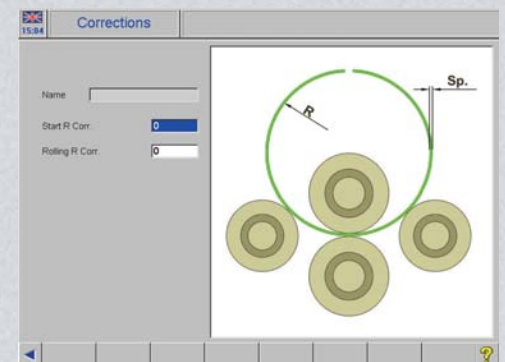 15:04
Corrections
Name
Start R Corr.
0
Rolling R Corr.
0
R
Sp.
?